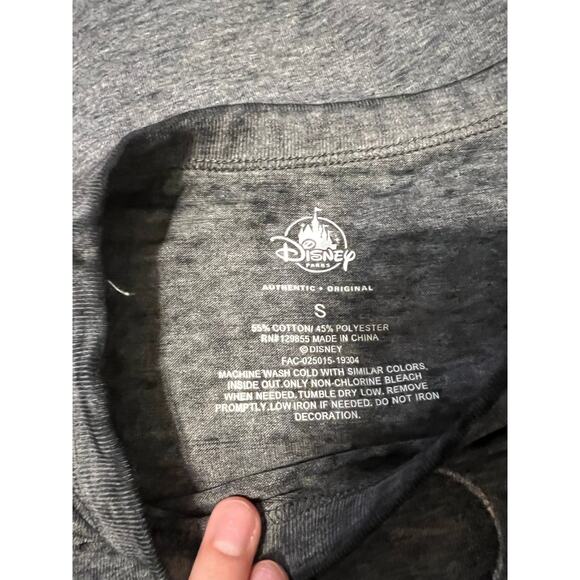 Disney
PARKS
AUTHENTIC • ORIGINAL
S
55% COTTON/ 45% POLYESTER
RN# 129855 MADE IN CHINA
©DISNEY
FAC-025015-19304
MACHINE WASH COLD WITH SIMILAR COLORS,
INSIDE OUT. ONLY NON-CHLORINE BLEACH
WHEN NEEDED. TUMBLE DRY LOW. REMOVE
PROMPTLY. LOW IRON IF NEEDED. DO NOT IRON
DECORATION.